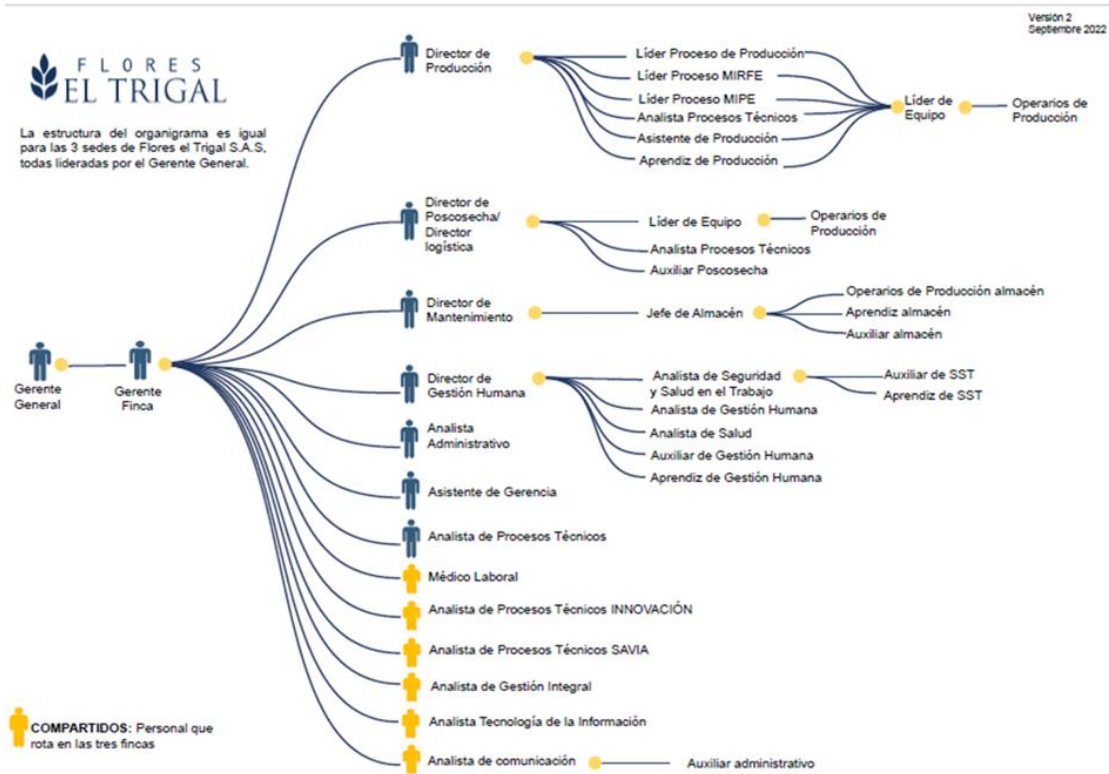 Versión 2
Septiembre 2022
FLORES
EL TRIGAL
La estructura del organigrama es igual
para las 3 sedes de Flores el Trigal S.A.S,
todas lideradas por el Gerente General.
Gerente
General
Gerente
Finca
Director de
Producción
Líder Proceso de Producción
Líder Proceso MIRFE
Líder Proceso MIPE
Analista Procesos Técnicos
Asistente de Producción
Aprendiz de Producción
Líder de
Equipo
Operarios de
Producción
Director de
Poscosecha/
Director
logística
Líder de Equipo
Operarios de
Producción
Analista Procesos Técnicos
Auxiliar Poscosecha
Director de
Mantenimiento
Jefe de Almacén
Operarios de Producción almacén
Aprendiz almacén
Auxiliar almacén
Director de
Gestión Humana
Analista de Seguridad
y Salud en el Trabajo
Auxiliar de SST
Aprendiz de SST
Analista de Gestión Humana
Analista de Salud
Auxiliar de Gestión Humana
Aprendiz de Gestión Humana
Analista
Administrativo
Asistente de Gerencia
Analista de Procesos Técnicos
Médico Laboral
Analista de Procesos Técnicos INNOVACIÓN
Analista de Procesos Técnicos SAVIA
Analista de Gestión Integral
Analista Tecnología de la Información
Analista de comunicación
Auxiliar administrativo
COMPARTIDOS: Personal que
rota en las tres fincas